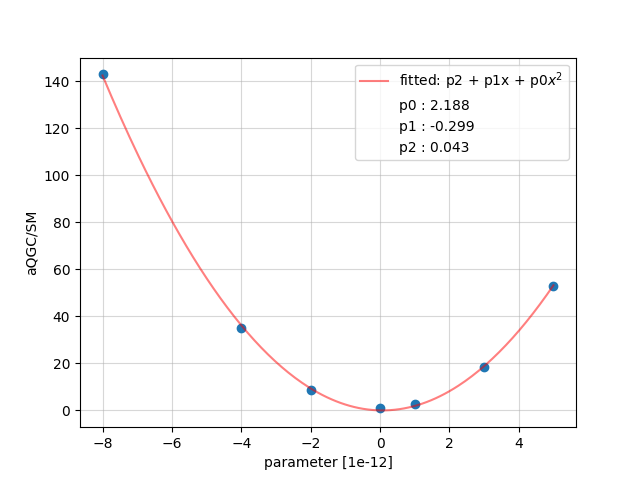 fitted: p2 + p1x + p0x²
p0 : 2.188
p1 : -0.299
p2 : 0.043
140
120
100
80
60
40
20
0
aQGC/SM
−8 −6 −4 −2 0 2 4
parameter [1e-12]